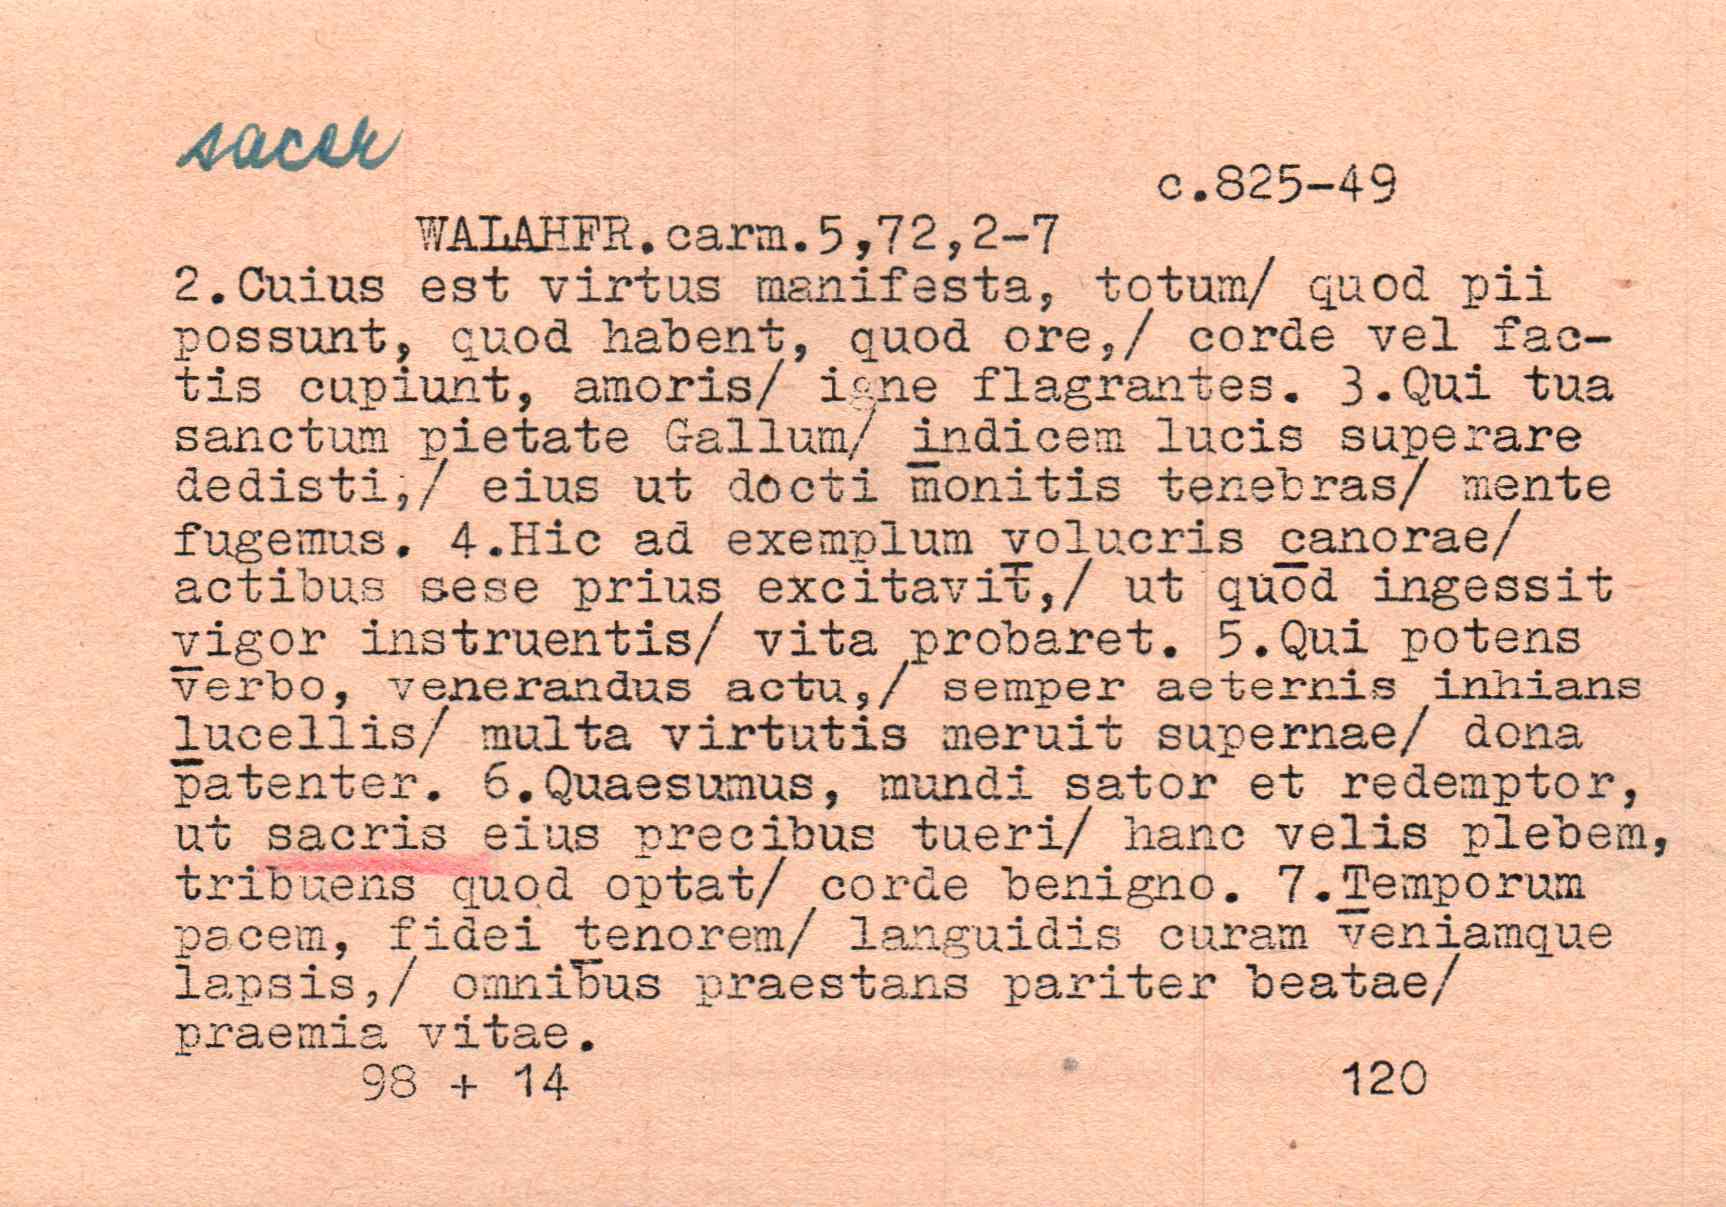 sacer
c.825-49
WALAHFR.carm.5,72,2-7
2.Cuius est virtus manifesta, totum/ quod pii
possunt, quod habent, quod ore,/ corde vel fac-
tis cupiunt, amoris/ igne flagrantes. 3.Qui tua
sanctum pietate Gallum/ indicem lucis superare
dedisti,/ eius ut docti monitis tenebras/ mente
fugemus. 4.Hic ad exemplum volucris canorae/
actibus sese prius excitavit,/ ut quod ingessit
vigor instruentis/ vita probaret. 5.Qui potens
verbo, venerandus actu,/ semper aeternis inhians
lucellis/ multa virtutis meruit supernae/ dona
patenter. 6.Quaesumus, mundi sator et redemptor,
ut sacris eius precibus tueri/ hanc velis plebem,
tribuens quod optat/ corde benigno. 7.Temporum
pacem, fidei tenorem/ languidis curam veniamque
lapsis,/ omnibus praestans pariter beatae/
praemia vitae.
98 + 14 120